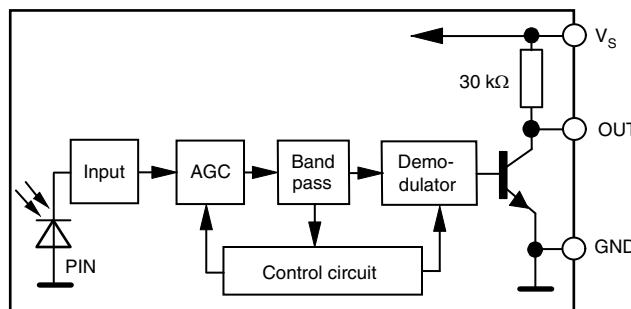 V_S
30 kΩ
OUT
Input
AGC
Band
pass
Demo-
dulator
PIN
Control circuit
GND